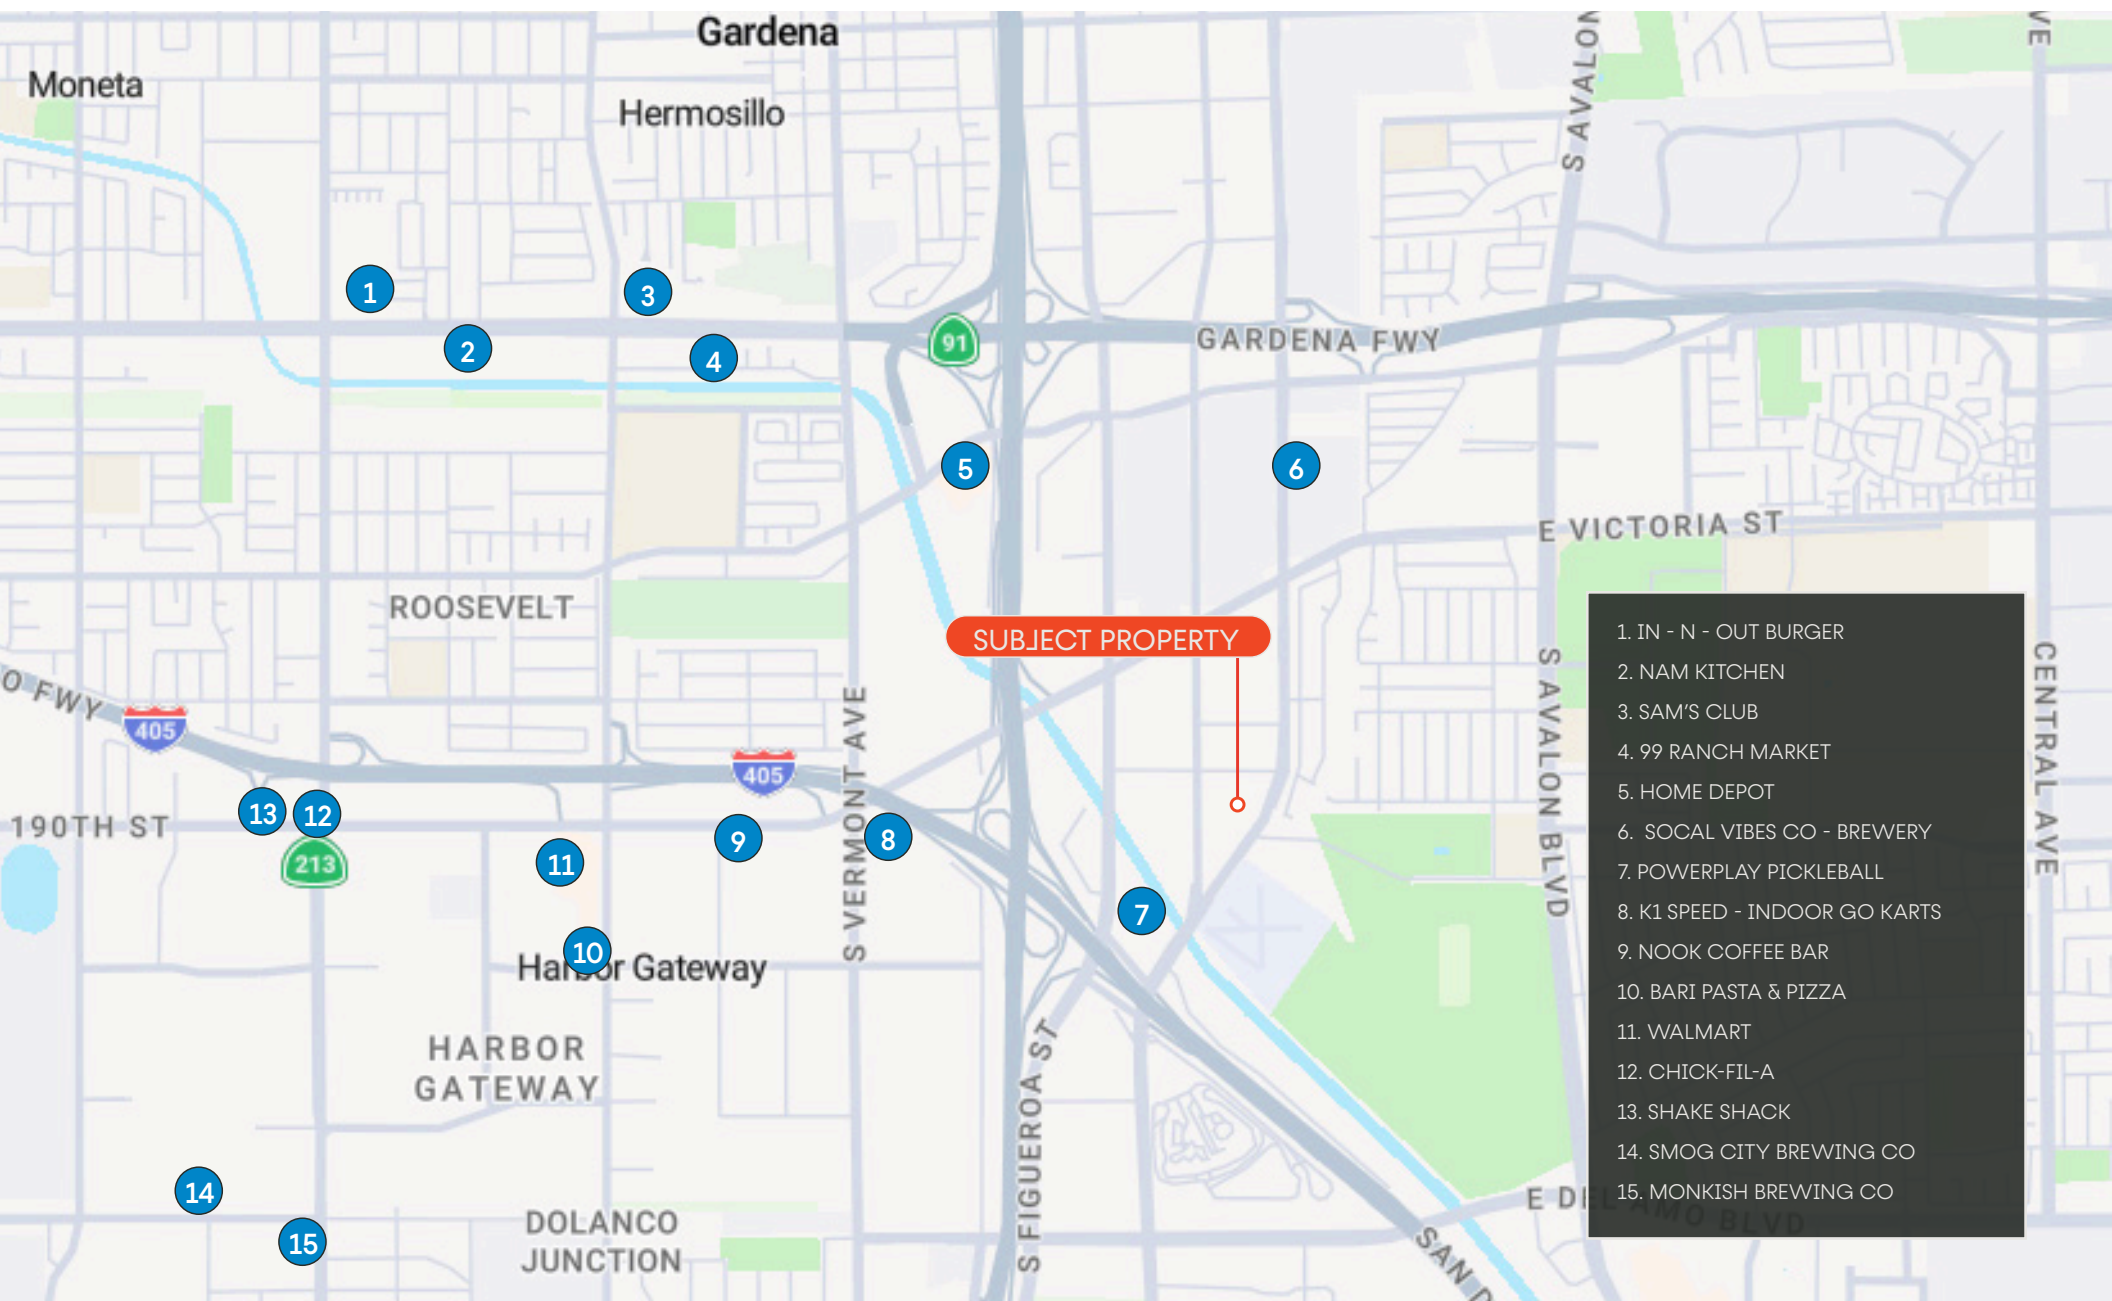 Gardena
Moneta
Hermosillo
S AVALON
VE
1
2
3
4
91
GARDENA FWY
5
6
E VICTORIA ST
ROOSEVELT
SUBJECT PROPERTY
O FWY
405
405
S VERMONT AVE
S AVALON BLVD
CENTRAL AVE
190TH ST
13
12
213
11
9
8
7
10
Harbor Gateway
HARBOR
GATEWAY
S FIGUEROA ST
14
15
DOLANCO
JUNCTION
SAN D
E DEL AMO BLVD
1. IN - N - OUT BURGER
2. NAM KITCHEN
3. SAM'S CLUB
4. 99 RANCH MARKET
5. HOME DEPOT
6. SOCAL VIBES CO - BREWERY
7. POWERPLAY PICKLEBALL
8. K1 SPEED - INDOOR GO KARTS
9. NOOK COFFEE BAR
10. BARI PASTA & PIZZA
11. WALMART
12. CHICK-FIL-A
13. SHAKE SHACK
14. SMOG CITY BREWING CO
15. MONKISH BREWING CO